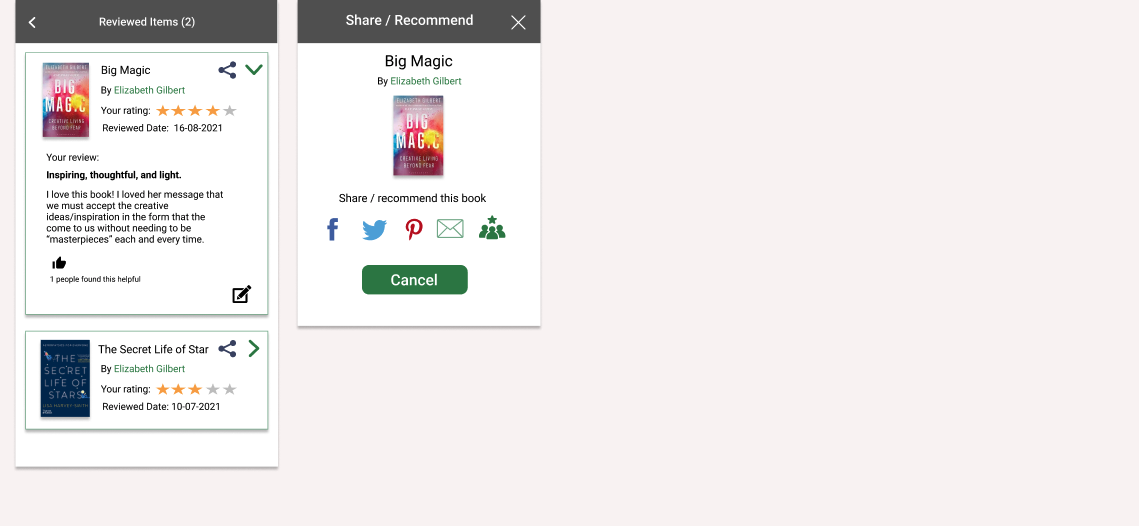 Reviewed Items (2)
Big Magic
By Elizabeth Gilbert
Your rating:
Reviewed Date: 16-08-2021
ELIZABETH GILBERT
BIG
MAGIC
CREATIVE LIVING
BEYOND FEAR
Your review:
Inspiring, thoughtful, and light.
I love this book! I loved her message that
we must accept the creative
ideas/inspiration in the form that the
come to us without needing to be
“masterpieces” each and every time.
1 people found this helpful
The Secret Life of Star
By Elizabeth Gilbert
Your rating:
Reviewed Date: 10-07-2021
THE
SECRET
LIFE OF
STARS
LISA HARVEY-SMITH
Share / Recommend
Big Magic
By Elizabeth Gilbert
ELIZABETH GILBERT
BIG
MAGIC
CREATIVE LIVING
BEYOND FEAR
Share / recommend this book
Cancel